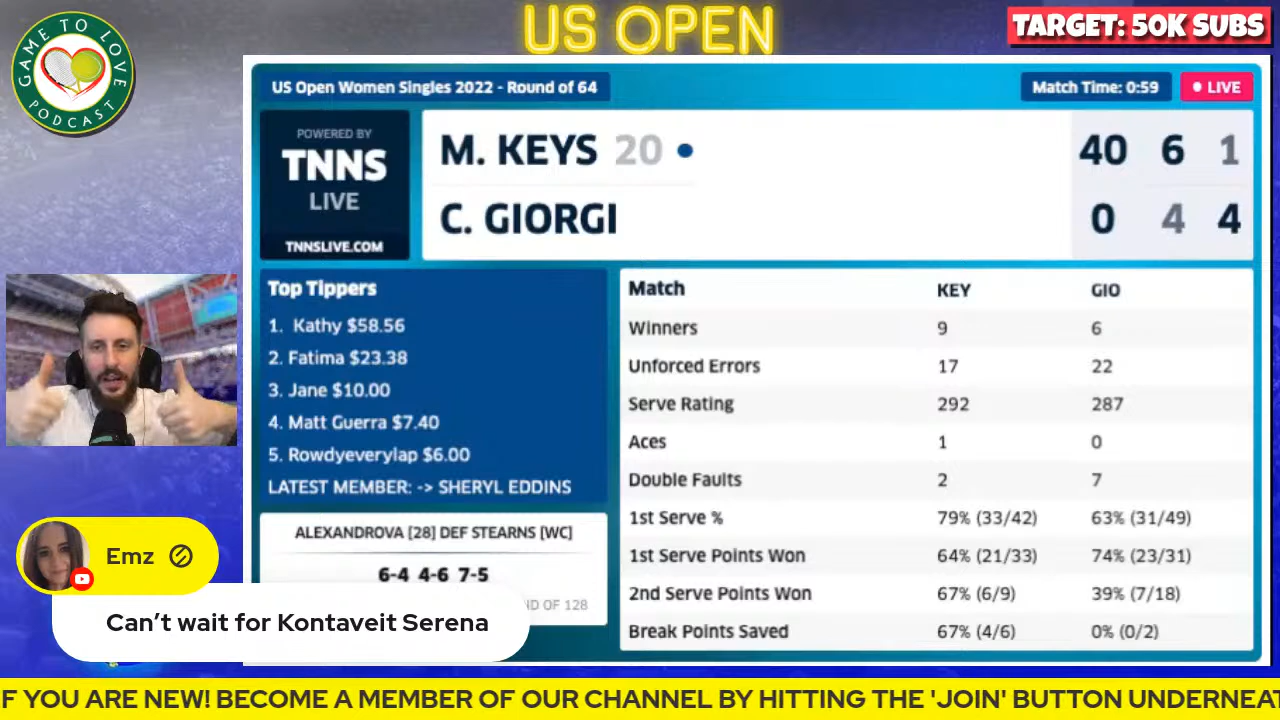 GAME TO LOVE
PODCAST
US OPEN
TARGET: 50K SUBS
US Open Women Singles 2022 - Round of 64
Match Time: 0:59
LIVE
POWERED BY
TNNS
LIVE
TNNSLIVE.COM
M. KEYS 20 40 6 1
C. GIORGI 0 4 4
Top Tippers
1. Kathy $58.56
2. Fatima $23.38
3. Jane $10.00
4. Matt Guerra $7.40
5. Rowdyeverylap $6.00
LATEST MEMBER: -> SHERYL EDDINS
ALEXANDROVA [28] DEF STEARNS [WC]
6-4 4-6 7-5
ND OF 128
Match KEY GIO
Winners 9 6
Unforced Errors 17 22
Serve Rating 292 287
Aces 1 0
Double Faults 2 7
1st Serve % 79% (33/42) 63% (31/49)
1st Serve Points Won 64% (21/33) 74% (23/31)
2nd Serve Points Won 67% (6/9) 39% (7/18)
Break Points Saved 67% (4/6) 0% (0/2)
Emz
Can't wait for Kontaveit Serena
F YOU ARE NEW! BECOME A MEMBER OF OUR CHANNEL BY HITTING THE 'JOIN' BUTTON UNDERNEAT